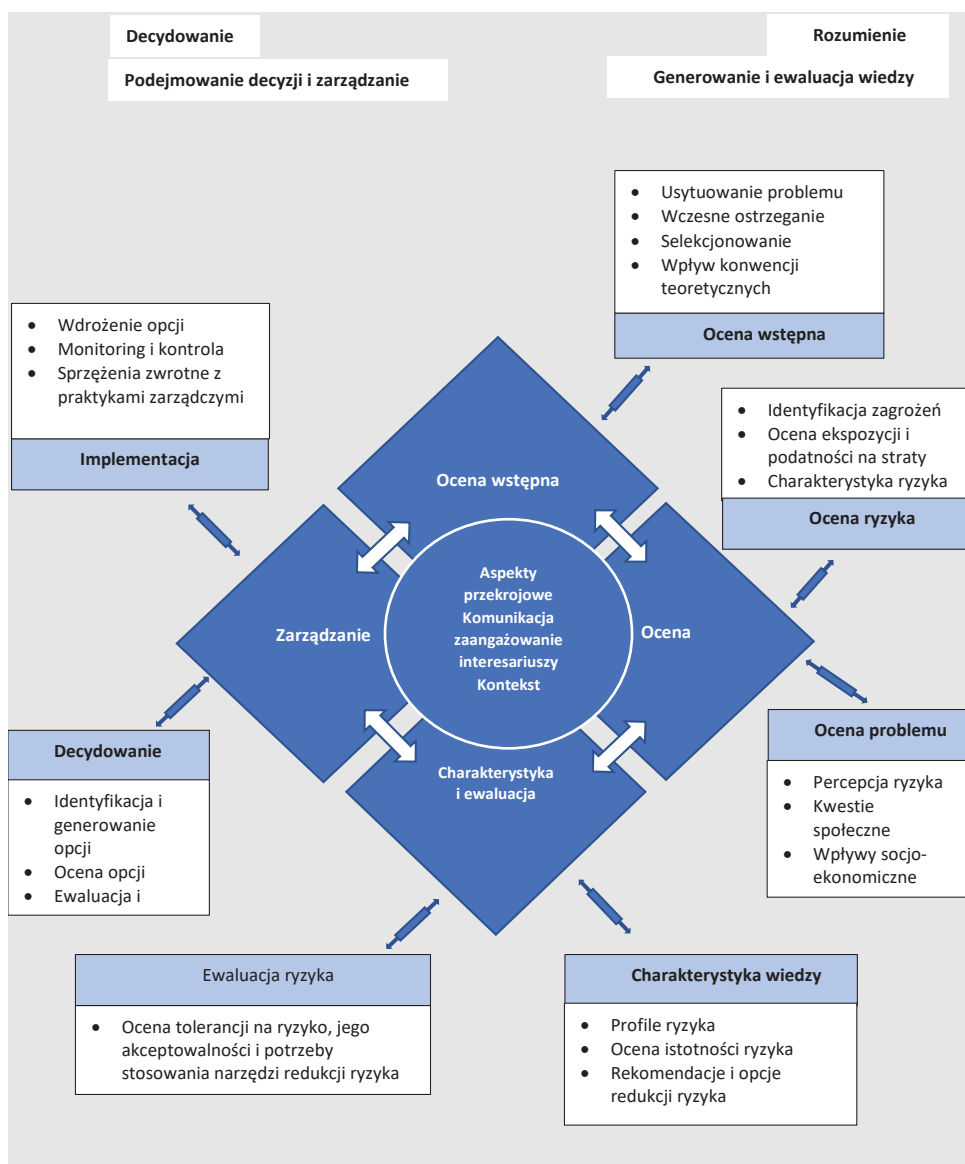 Decydowanie
Rozumienie
Podejmowanie decyzji i zarządzanie
Generowanie i ewaluacja wiedzy
• Usytuowanie problemu
• Wczesne ostrzeganie
• Selekcjonowanie
• Wpływ konwencji
teoretycznych
Ocena wstępna
• Wdrożenie opcji
• Monitoring i kontrola
• Sprzężenia zwrotne z
praktykami zarządczymi
Implementacja
• Identyfikacja zagrożeń
• Ocena ekspozycji i
podatności na straty
• Charakterystyka ryzyka
Ocena ryzyka
Ocena wstępna
Aspekty
przekrojowe
Komunikacja
zaangażowanie
interesariuszy
Kontekst
Zarządzanie
Ocena
Charakterystyka
i ewaluacja
Decydowanie
• Identyfikacja i
generowanie
opcji
• Ocena opcji
• Ewaluacja i
Ocena problemu
• Percepcja ryzyka
• Kwestie
społeczne
• Wpływy socjo-
ekonomiczne
Ewaluacja ryzyka
• Ocena tolerancji na ryzyko, jego
akceptowalności i potrzeby
stosowania narzędzi redukcji ryzyka
Charakterystyka wiedzy
• Profile ryzyka
• Ocena istotności ryzyka
• Rekomendacje i opcje
redukcji ryzyka